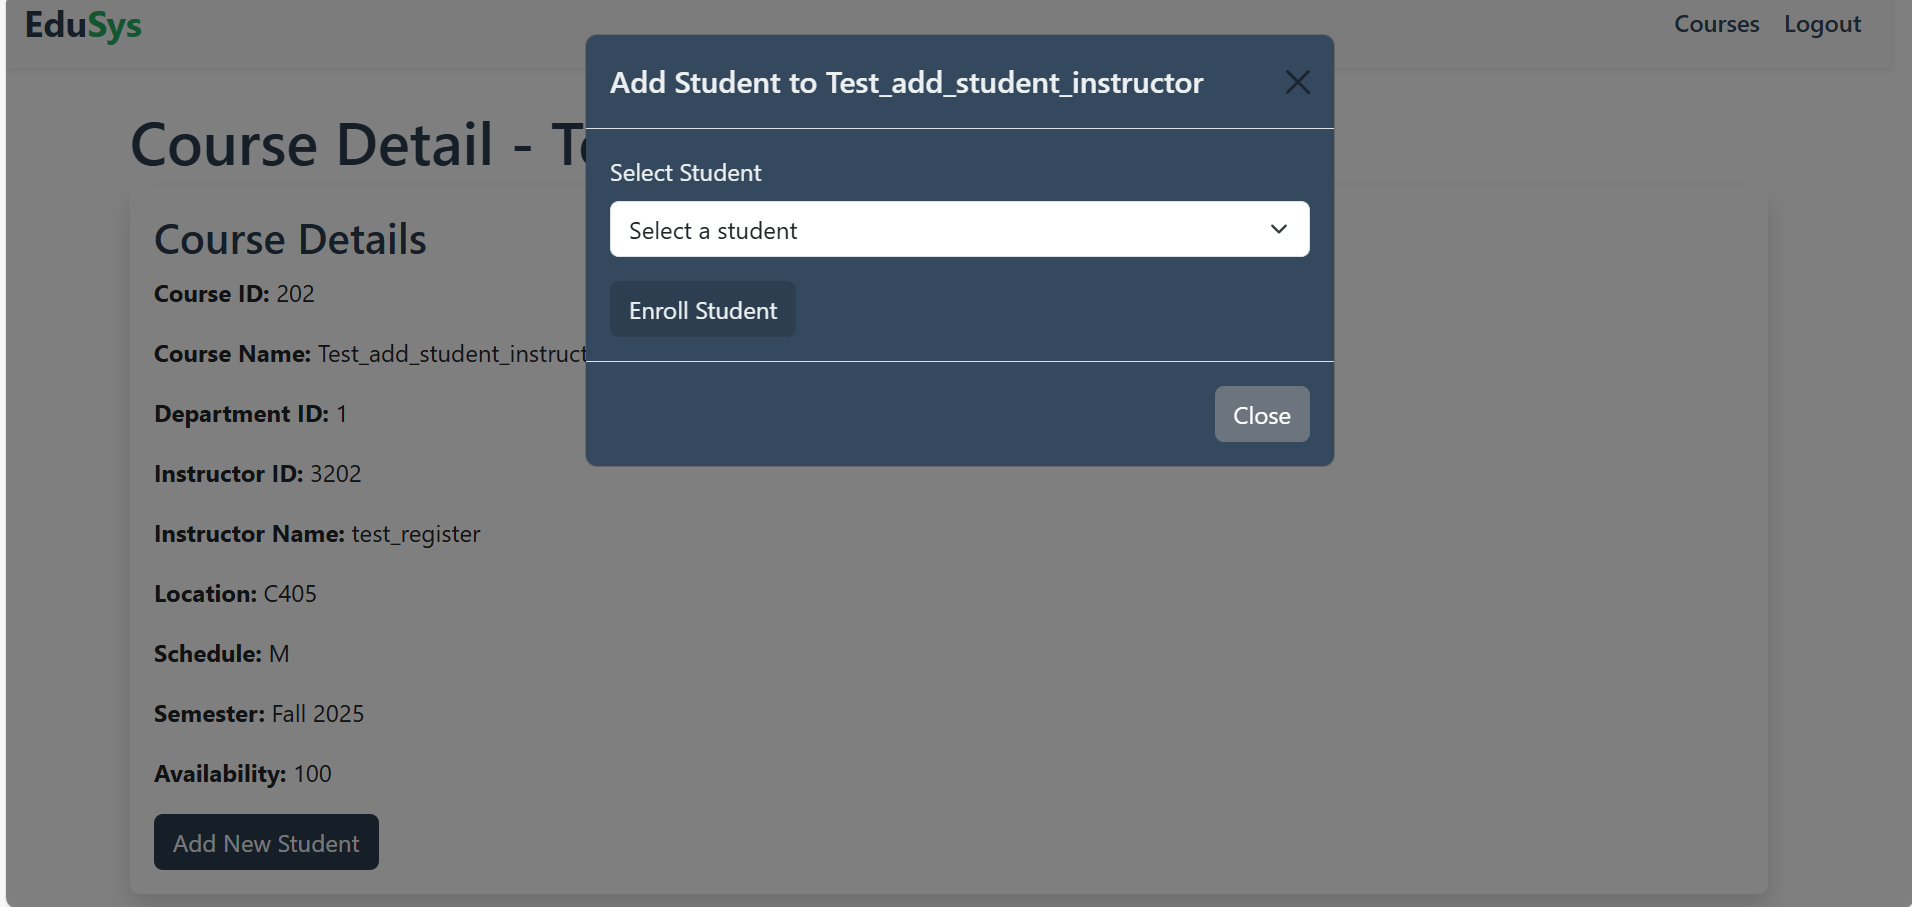 EduSys
Courses Logout
Add Student to Test_add_student_instructor
Select Student
Select a student
Enroll Student
Close
Course Detail - T
Course Details
Course ID: 202
Course Name: Test_add_student_instruct
Department ID: 1
Instructor ID: 3202
Instructor Name: test_register
Location: C405
Schedule: M
Semester: Fall 2025
Availability: 100
Add New Student